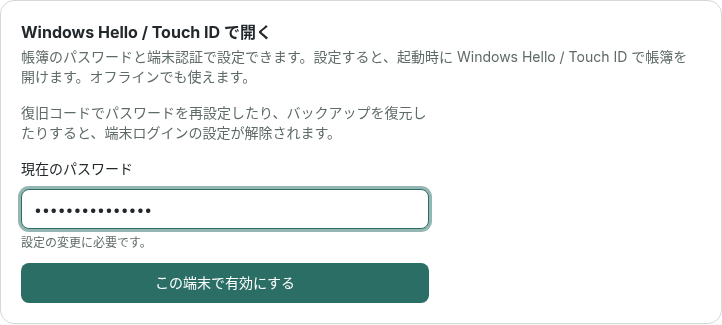 Windows Hello / Touch ID で開く
帳簿のパスワードと端末認証で設定できます。設定すると、起動時に Windows Hello / Touch ID で帳簿を
開けます。オフラインでも使えます。
復旧コードでパスワードを再設定したり、バックアップを復元し
たりすると、端末ログインの設定が解除されます。
現在のパスワード
•••••••••••••••
設定の変更に必要です。
この端末で有効にする